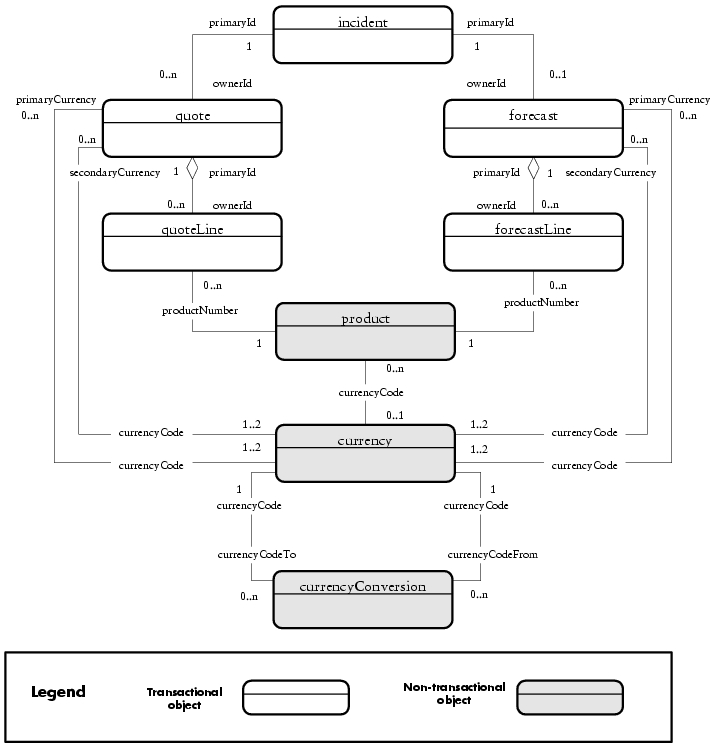 primaryId
incident
primaryId
1
1
0..n
0..1
ownerId
ownerId
primaryCurrency
primaryCurrency
0..n
quote
forecast
0..n
0..n
0..n
secondaryCurrency
1
primaryId
primaryId
1
secondaryCurrency
0..n
ownerId
ownerId
0..n
quoteLine
forecastLine
0..n
0..n
productNumber
productNumber
product
1
1
0..n
currencyCode
0..1
1..2
1..2
currencyCode
currency
currencyCode
1..2
1..2
currencyCode
currencyCode
1
1
currencyCode
currencyCode
currencyCodeTo
currencyCodeFrom
currencyConversion
0..n
0..n
Legend
Transactional
object
Non-transactional
object